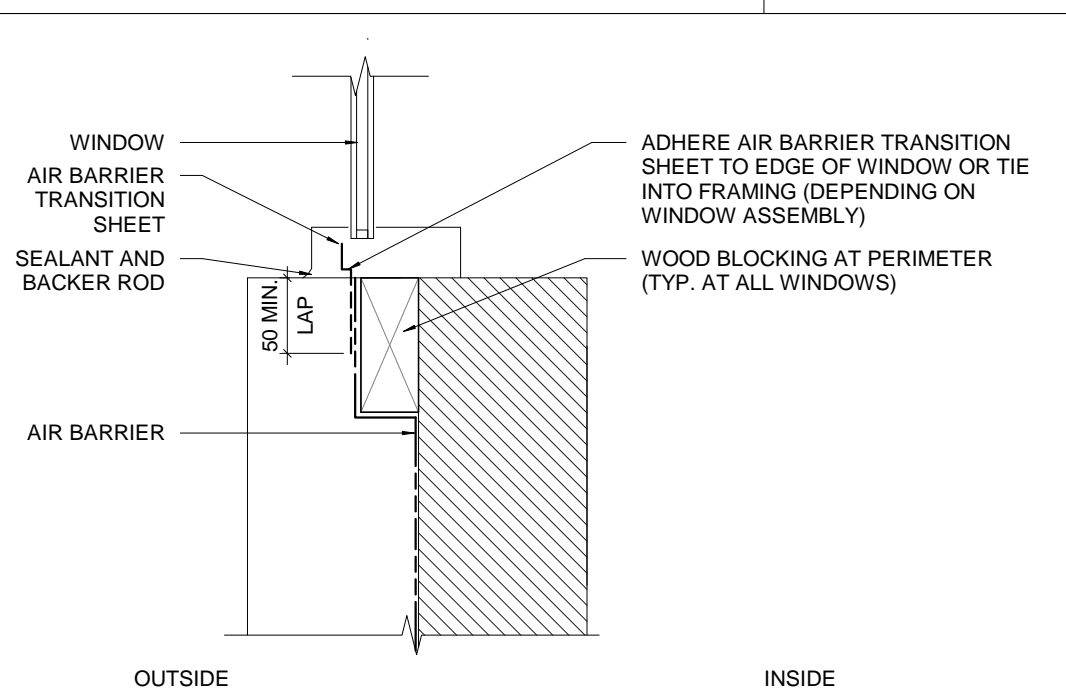 WINDOW
AIR BARRIER
TRANSITION
SHEET
SEALANT AND
BACKER ROD
50 MIN.
LAP
AIR BARRIER
ADHERE AIR BARRIER TRANSITION
SHEET TO EDGE OF WINDOW OR TIE
INTO FRAMING (DEPENDING ON
WINDOW ASSEMBLY)
WOOD BLOCKING AT PERIMETER
(TYP. AT ALL WINDOWS)
OUTSIDE
INSIDE